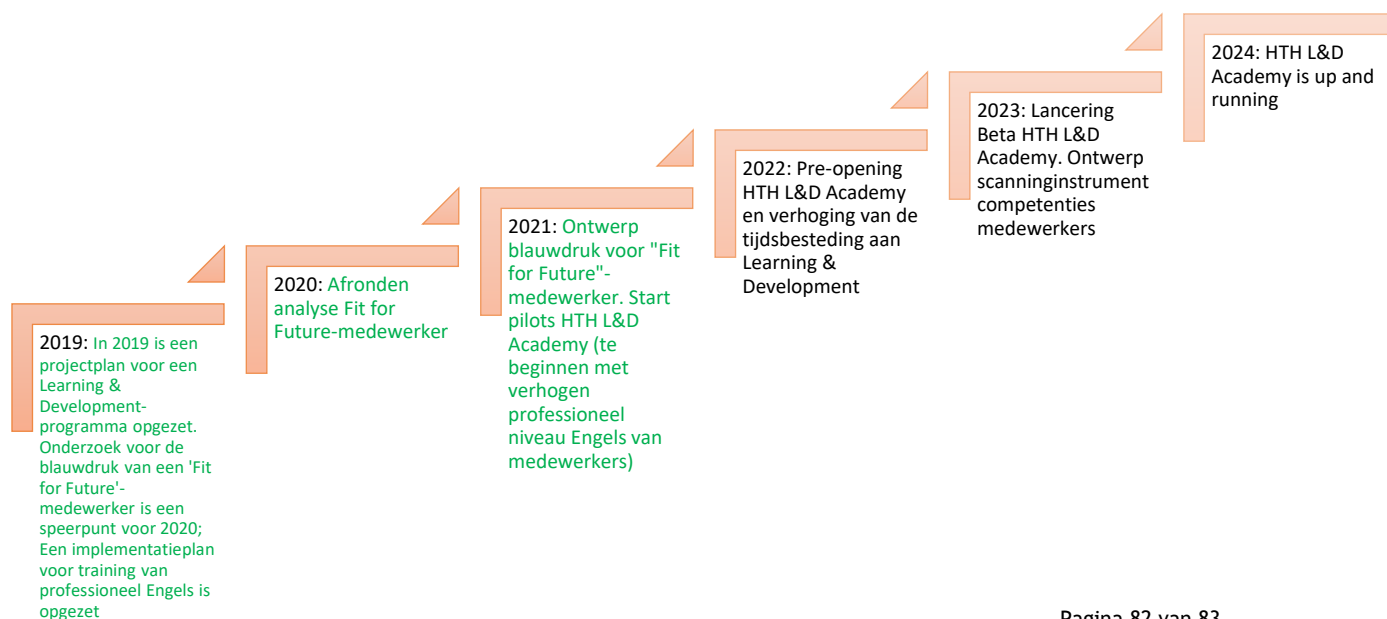 2019: In 2019 is een
projectplan voor een
Learning &
Development-
programma opgezet.
Onderzoek voor de
blauwdruk van een 'Fit
for Future'-
medewerker is een
speerpunt voor 2020;
Een implementatieplan
voor training van
professioneel Engels is
opgezet
2020: Afronden
analyse Fit for
Future-medewerker
2021: Ontwerp
blauwdruk voor "Fit
for Future"-
medewerker. Start
pilots HTH L&D
Academy (te
beginnen met
verhogen
professioneel
niveau Engels van
medewerkers)
2022: Pre-opening
HTH L&D Academy
en verhoging van de
tijdsbesteding aan
Learning &
Development
2023: Lancering
Beta HTH L&D
Academy. Ontwerp
scanninginstrument
competenties
medewerkers
2024: HTH L&D
Academy is up and
running
Pagina 82 van 83